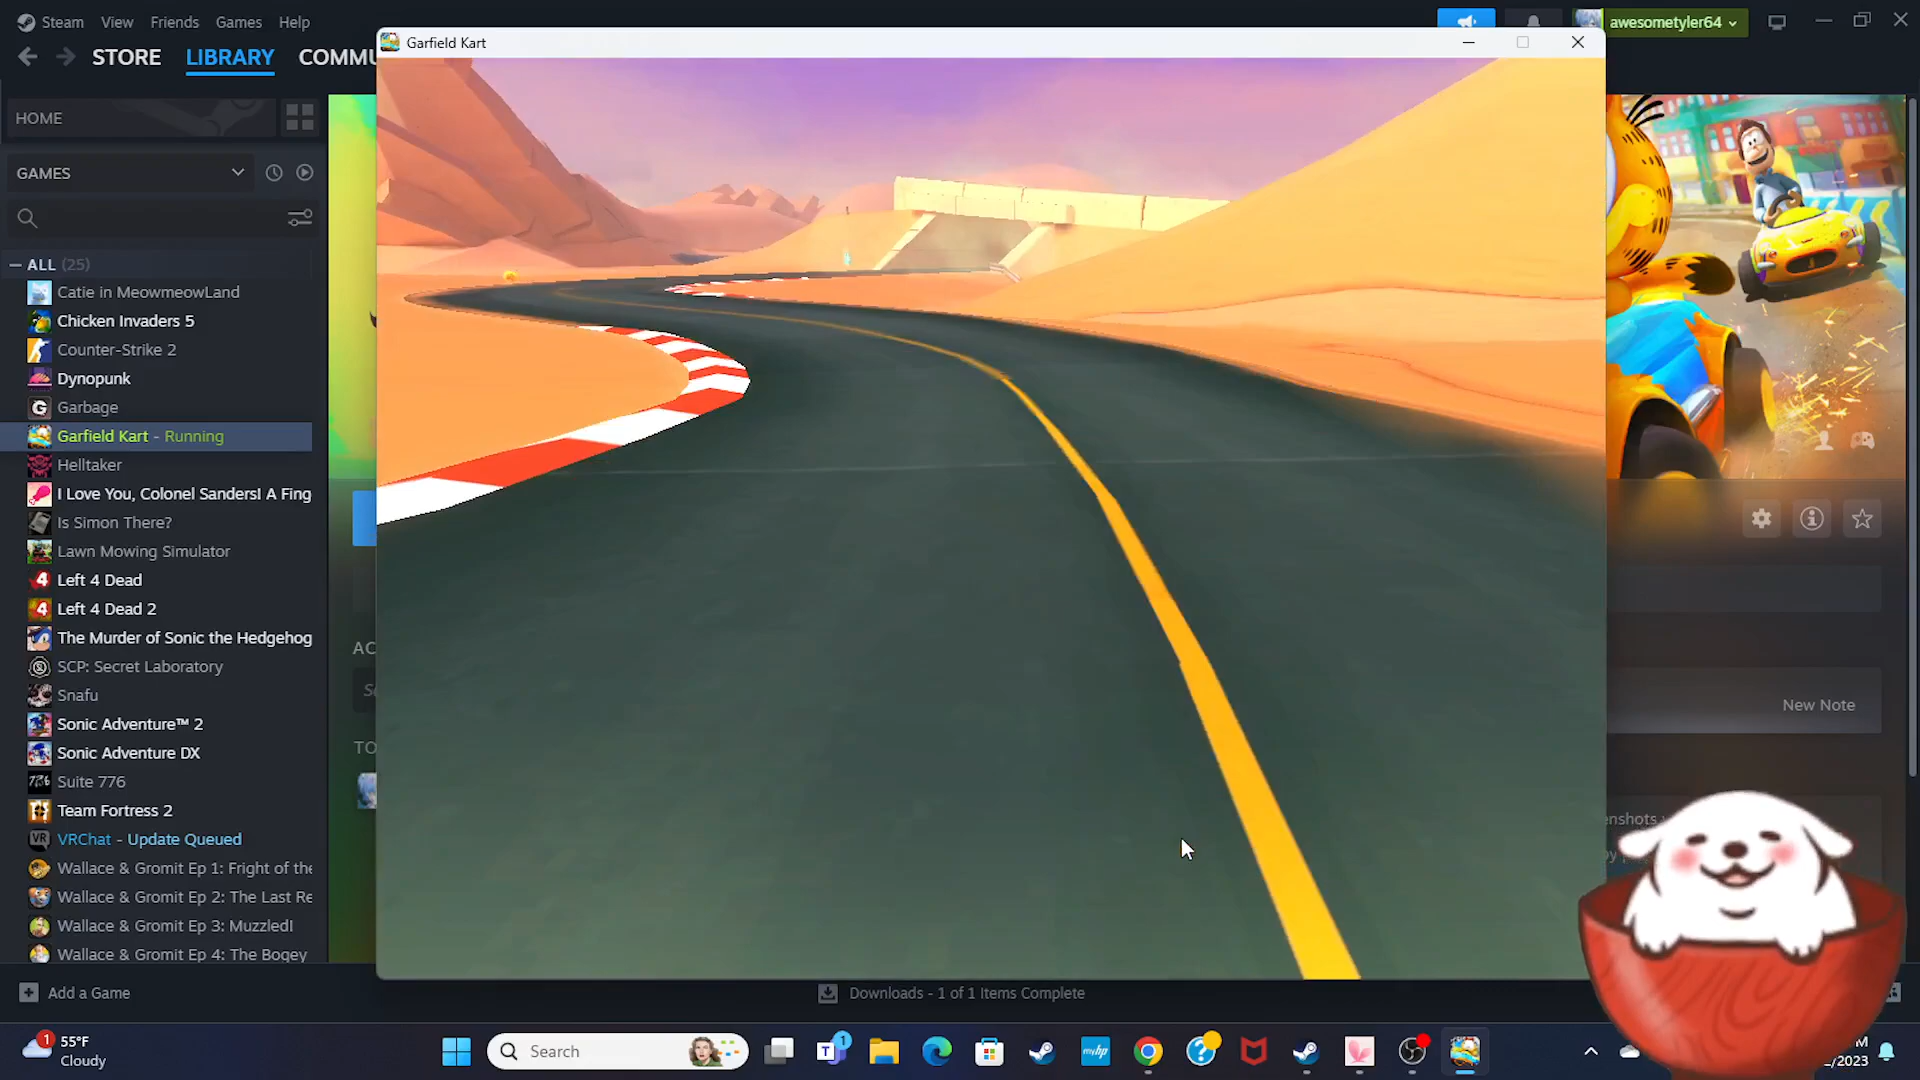 Steam View Friends Games Help
awesometyler64
Garfield Kart
STORE LIBRARY COMMU
HOME
GAMES
ALL (25)
Catie in MeowmeowLand
Chicken Invaders 5
Counter-Strike 2
Dynopunk
Garbage
Garfield Kart - Running
Helltaker
I Love You, Colonel Sanders! A Fing
Is Simon There?
Lawn Mowing Simulator
Left 4 Dead
Left 4 Dead 2
The Murder of Sonic the Hedgehog
SCP: Secret Laboratory
Snafu
Sonic Adventure™ 2
Sonic Adventure DX
Suite 776
Team Fortress 2
VRChat - Update Queued
Wallace & Gromit Ep 1: Fright of the
Wallace & Gromit Ep 2: The Last Re
Wallace & Gromit Ep 3: Muzzled!
Wallace & Gromit Ep 4: The Bogey
AC
TO
New Note
enshots
Add a Game
Downloads - 1 of 1 Items Complete
1
55°F
Cloudy
Search
1
myhp
M
/2023